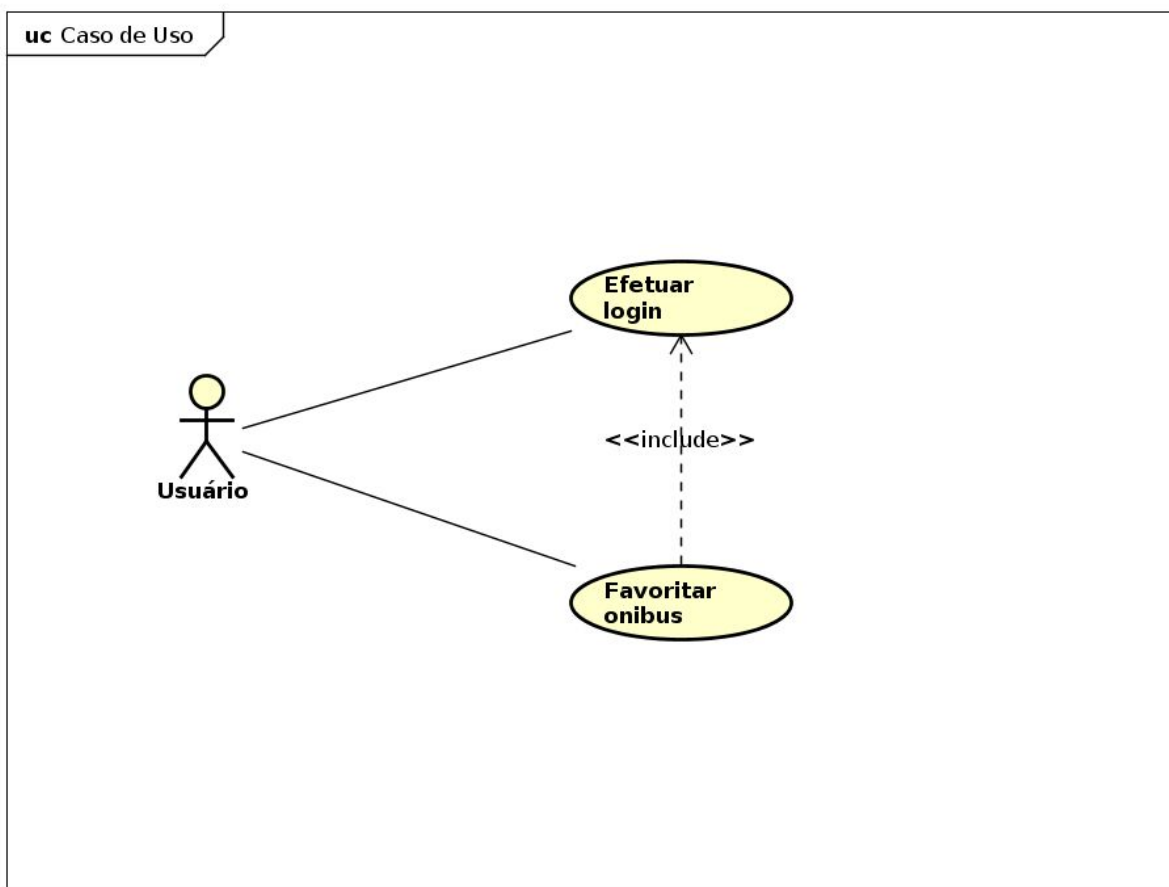 uc Caso de Uso
Efetuar
login
<<include>>
Usuário
Favoritar
onibus